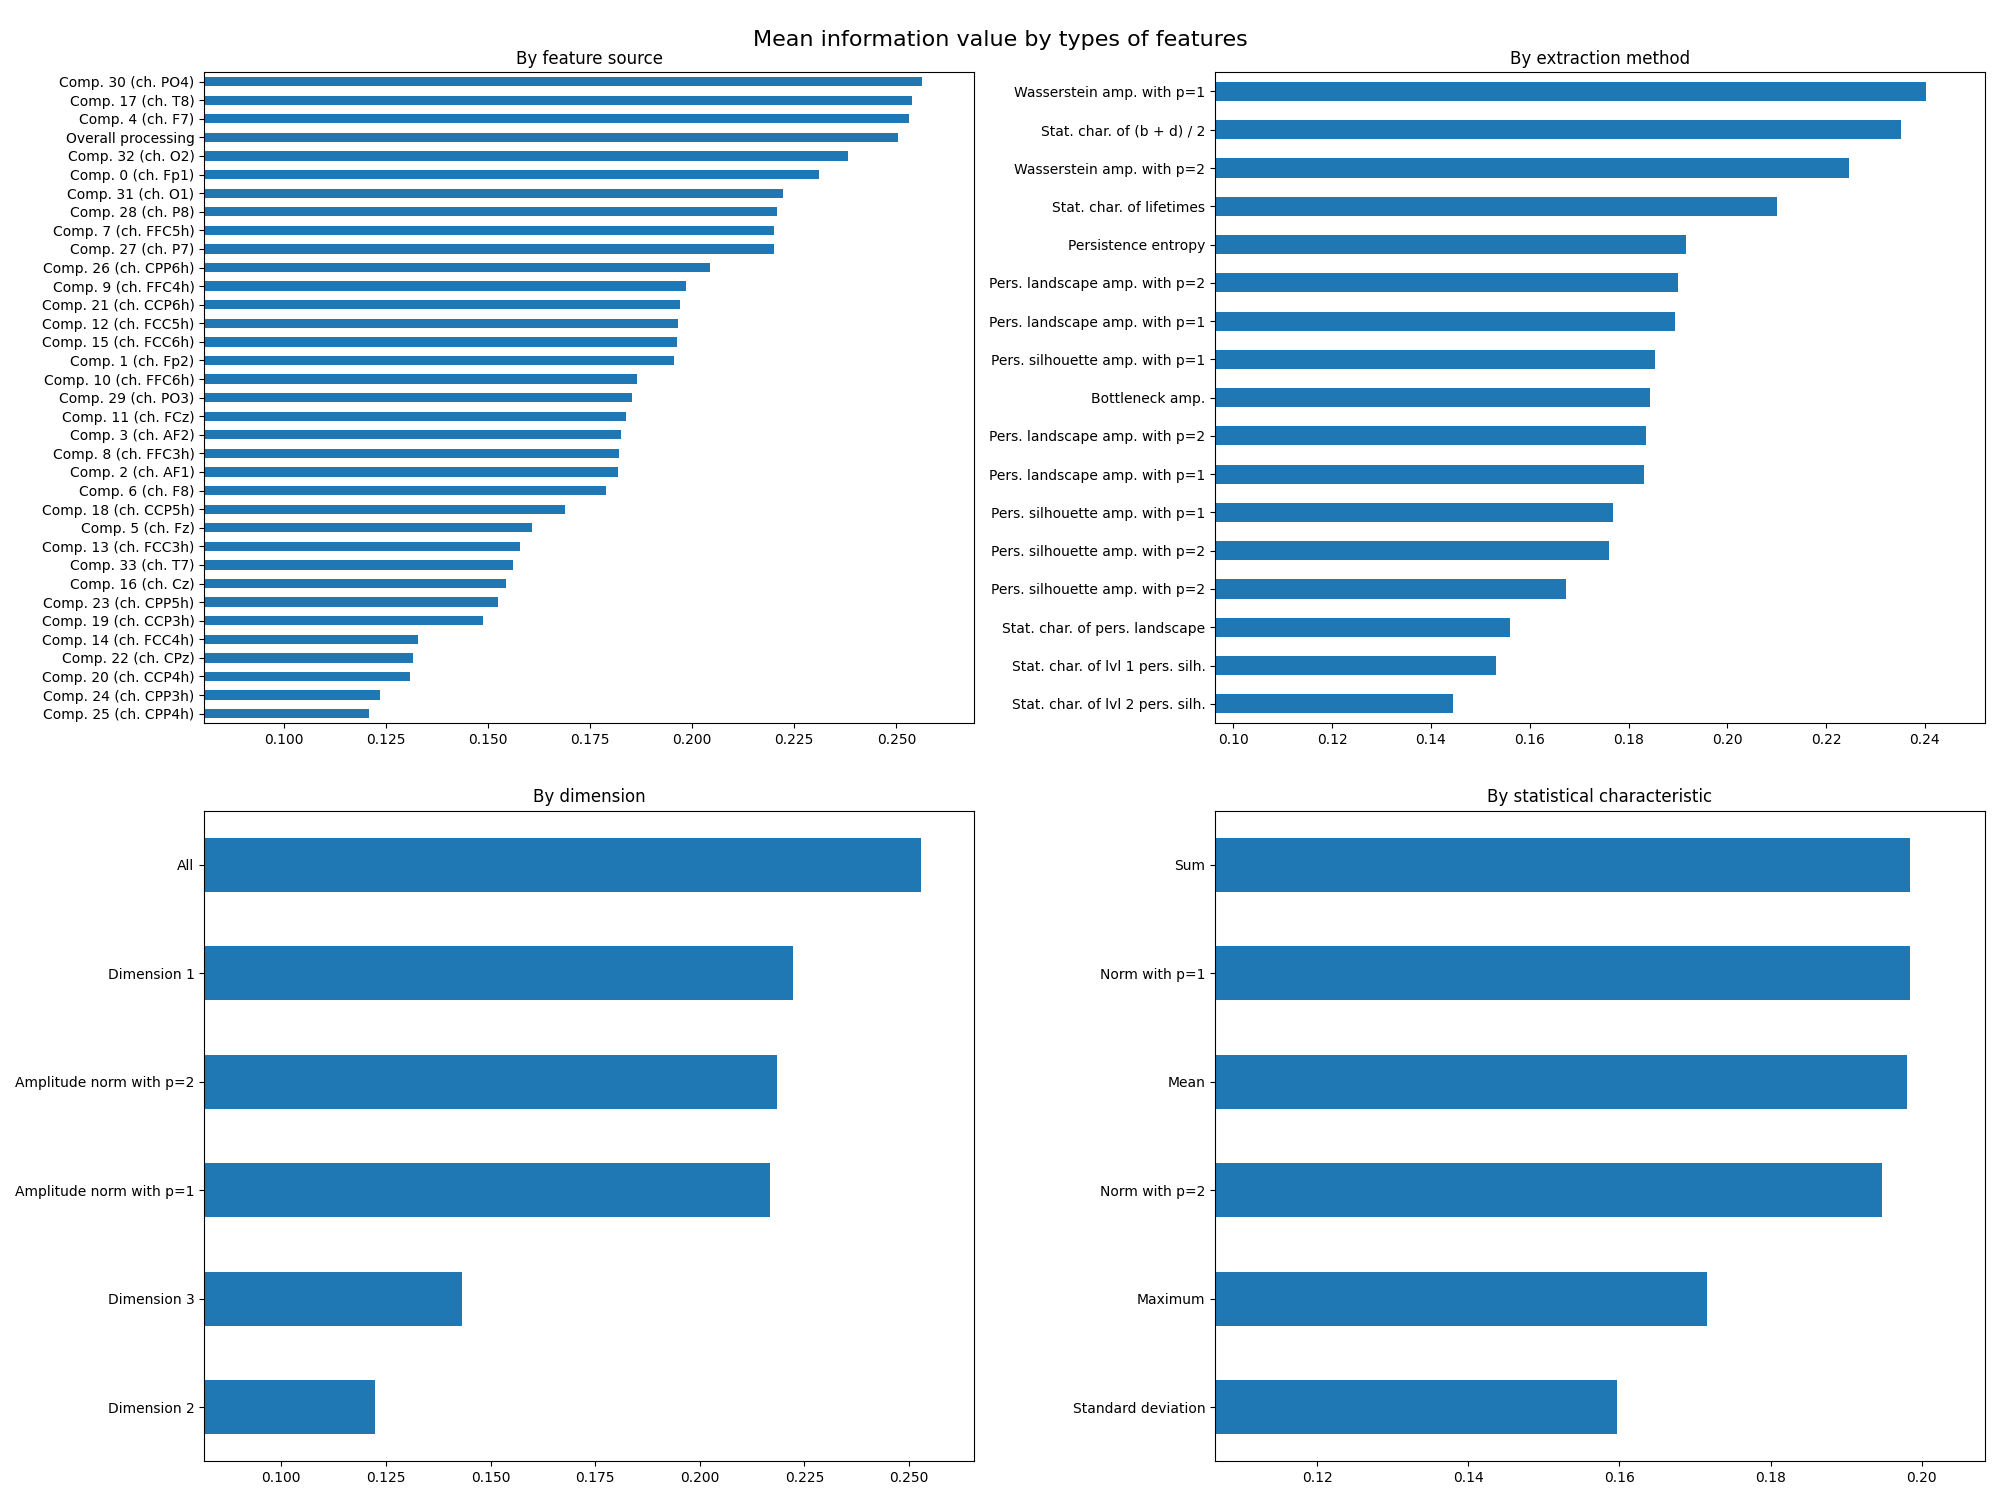 Mean information value by types of features
By feature source
Comp. 30 (ch. PO4)
Comp. 17 (ch. T8)
Comp. 4 (ch. F7)
Overall processing
Comp. 32 (ch. O2)
Comp. 0 (ch. Fp1)
Comp. 31 (ch. O1)
Comp. 28 (ch. P8)
Comp. 7 (ch. FFC5h)
Comp. 27 (ch. P7)
Comp. 26 (ch. CPP6h)
Comp. 9 (ch. FFC4h)
Comp. 21 (ch. CCP6h)
Comp. 12 (ch. FCC5h)
Comp. 15 (ch. FCC6h)
Comp. 1 (ch. Fp2)
Comp. 10 (ch. FFC6h)
Comp. 29 (ch. PO3)
Comp. 11 (ch. FCz)
Comp. 3 (ch. AF2)
Comp. 8 (ch. FFC3h)
Comp. 2 (ch. AF1)
Comp. 6 (ch. F8)
Comp. 18 (ch. CCP5h)
Comp. 5 (ch. Fz)
Comp. 13 (ch. FCC3h)
Comp. 33 (ch. T7)
Comp. 16 (ch. Cz)
Comp. 23 (ch. CPP5h)
Comp. 19 (ch. CCP3h)
Comp. 14 (ch. FCC4h)
Comp. 22 (ch. CPz)
Comp. 20 (ch. CCP4h)
Comp. 24 (ch. CPP3h)
Comp. 25 (ch. CPP4h)
0.100 0.125 0.150 0.175 0.200 0.225 0.250
By extraction method
Wasserstein amp. with p=1
Stat. char. of (b + d) / 2
Wasserstein amp. with p=2
Stat. char. of lifetimes
Persistence entropy
Pers. landscape amp. with p=2
Pers. landscape amp. with p=1
Pers. silhouette amp. with p=1
Bottleneck amp.
Pers. landscape amp. with p=2
Pers. landscape amp. with p=1
Pers. silhouette amp. with p=1
Pers. silhouette amp. with p=2
Pers. silhouette amp. with p=2
Stat. char. of pers. landscape
Stat. char. of lvl 1 pers. silh.
Stat. char. of lvl 2 pers. silh.
0.10 0.12 0.14 0.16 0.18 0.20 0.22 0.24
By dimension
All
Dimension 1
Amplitude norm with p=2
Amplitude norm with p=1
Dimension 3
Dimension 2
0.100 0.125 0.150 0.175 0.200 0.225 0.250
By statistical characteristic
Sum
Norm with p=1
Mean
Norm with p=2
Maximum
Standard deviation
0.12 0.14 0.16 0.18 0.20